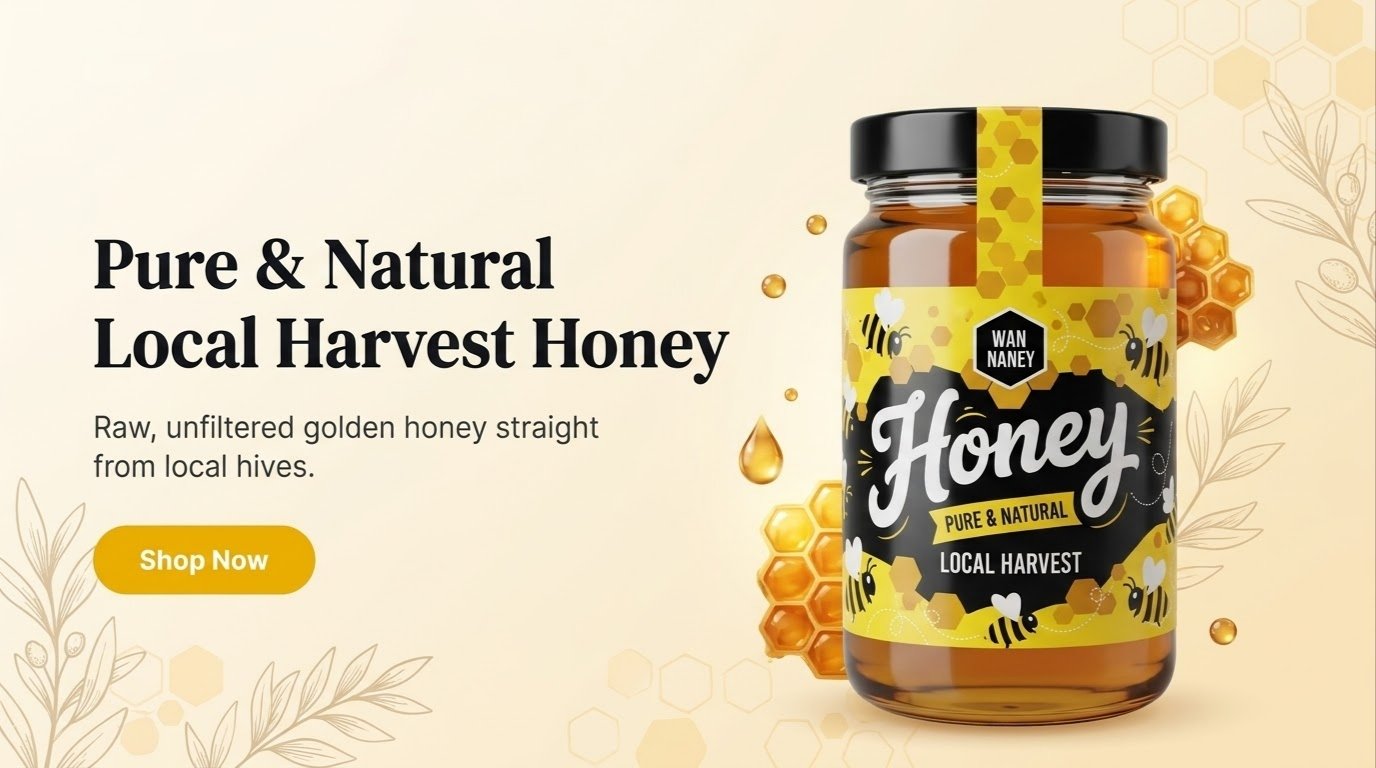 Pure & Natural
Local Harvest Honey
Raw, unfiltered golden honey straight
from local hives.
Shop Now
WAN
NANEY
Honey
PURE & NATURAL
LOCAL HARVEST